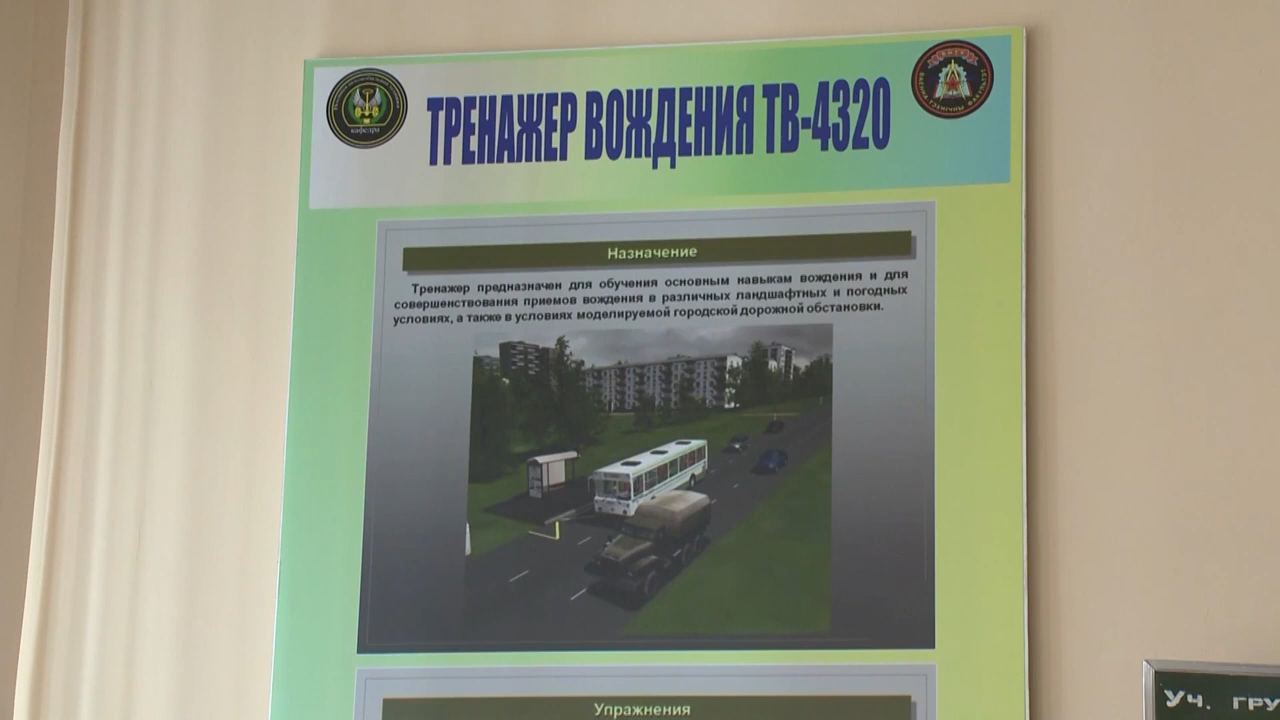 ТРЕНАЖЕР ВОЖДЕНИЯ ТВ-4320
кафедра
Назначение
Тренажер предназначен для обучения основным навыкам вождения и для
совершенствования приемов вождения в различных ландшафтных и погодных
условиях, а также в условиях моделируемой городской дорожной обстановки.
Упражнения
Уч. ГРУ